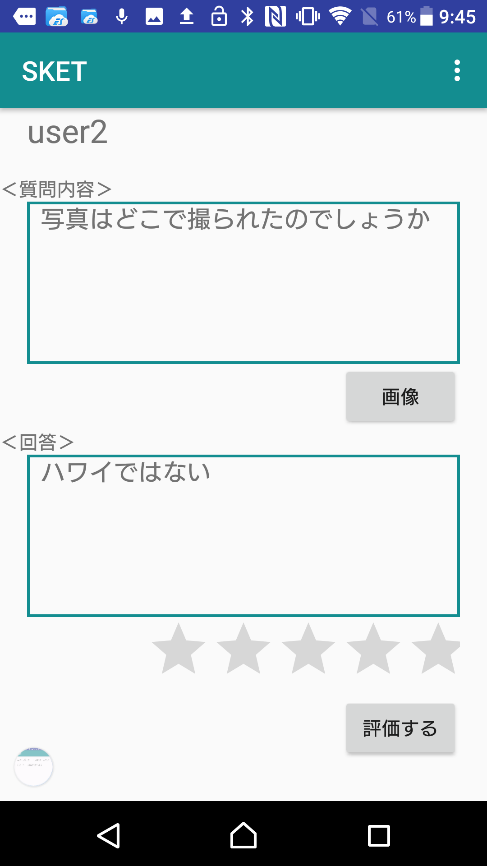 61% 9:45
SKET
user2
＜質問内容＞
写真はどこで撮られたのでしょうか
画像
＜回答＞
ハワイではない
評価する